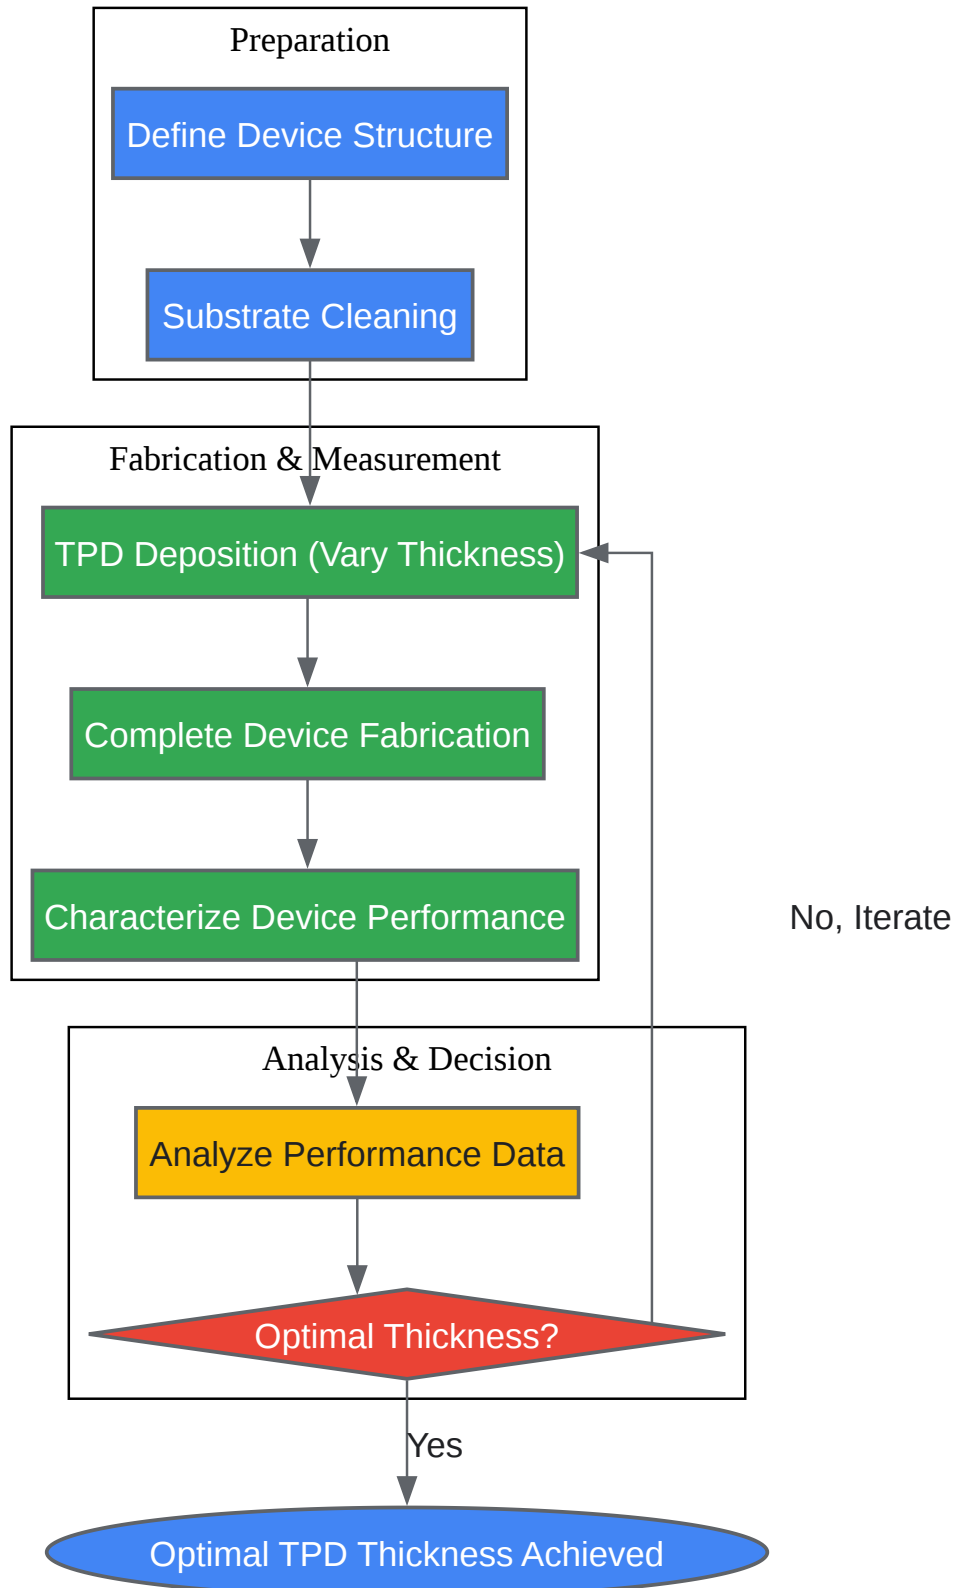 Preparation
Define Device Structure
Substrate Cleaning
Fabrication & Measurement
TPD Deposition (Vary Thickness)
Complete Device Fabrication
Characterize Device Performance
No, Iterate
Analysis & Decision
Analyze Performance Data
Optimal Thickness?
Yes
Optimal TPD Thickness Achieved